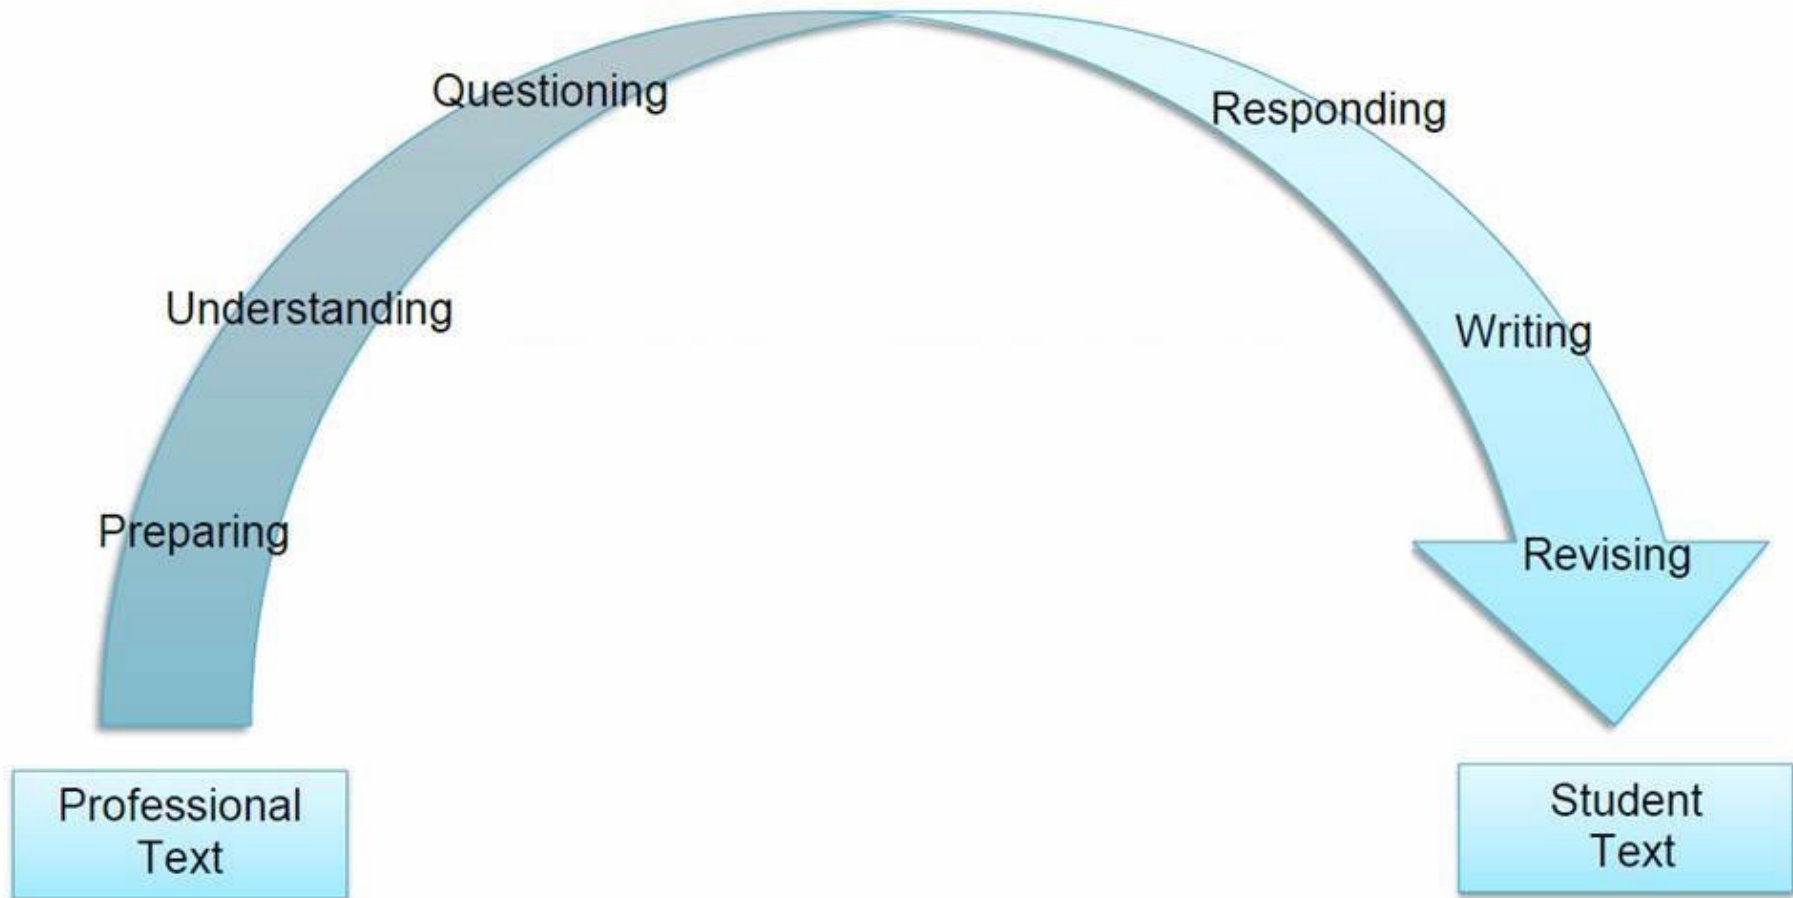 Questioning
Responding
Understanding
Writing
Preparing
Revising
Professional
Text
Student
Text